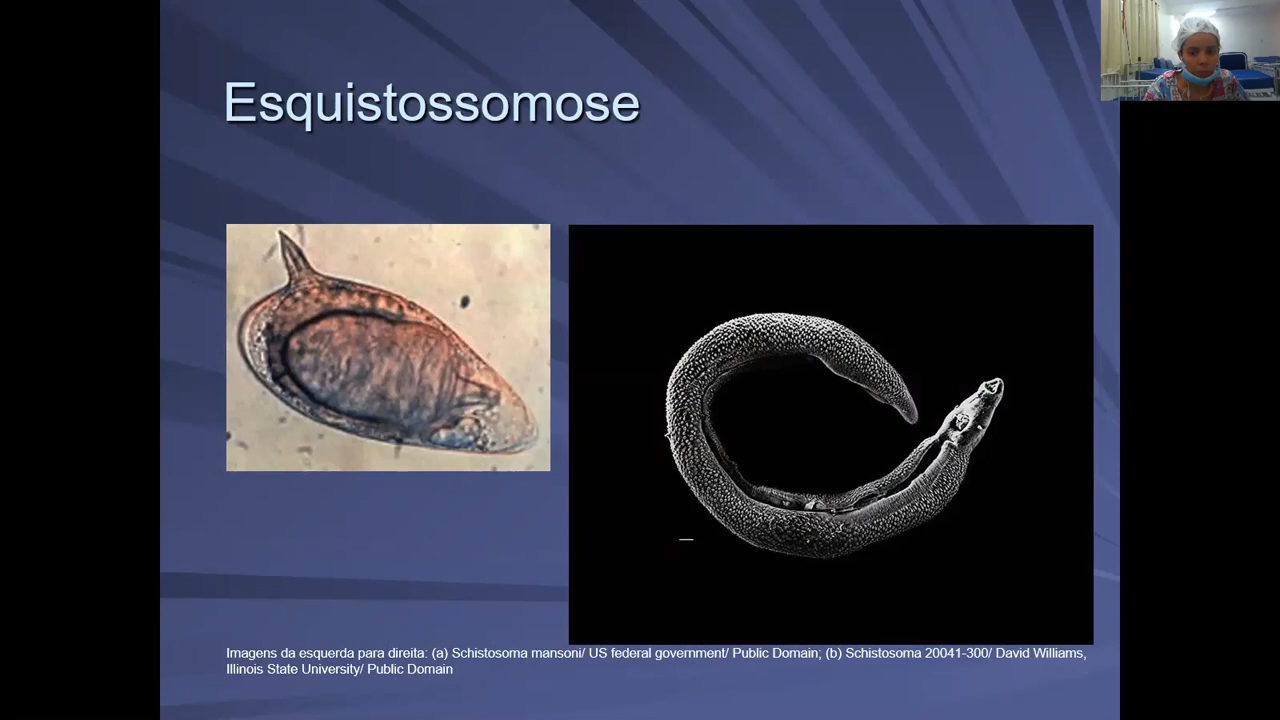 Esquistossomose
Imagens da esquerda para direita: (a) Schistosoma mansoni/ US federal government/ Public Domain; (b) Schistosoma 20041-300/ David Williams,
Illinois State University/ Public Domain